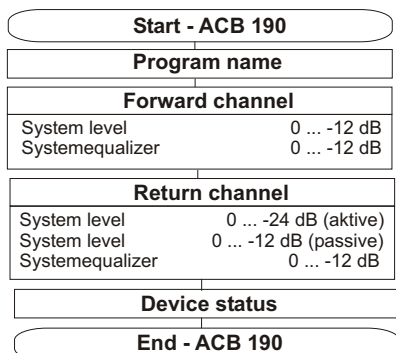 Start - ACB 190
Program name
Forward channel
System level 0 ... -12 dB
Systemequalizer 0 ... -12 dB
Return channel
System level 0 ... -24 dB (aktive)
System level 0 ... -12 dB (passive)
Systemequalizer 0 ... -12 dB
Device status
End - ACB 190